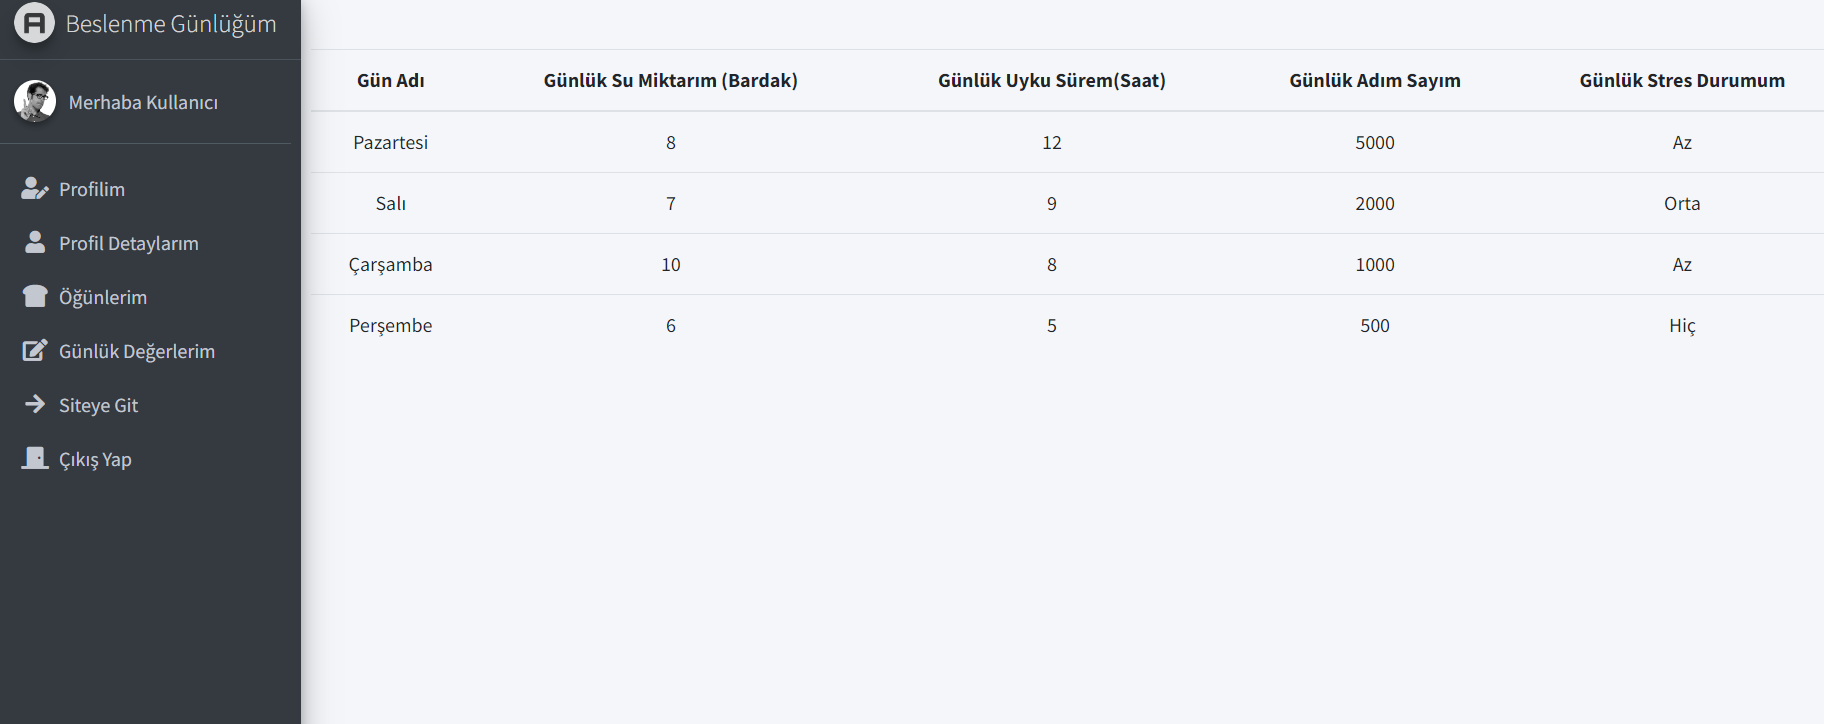 Beslenme Günlüğüm
Merhaba Kullanıcı
Profilim
Profil Detaylarım
Öğünlerim
Günlük Değerlerim
Siteye Git
Çıkış Yap
Gün Adı Günlük Su Miktarım (Bardak) Günlük Uyku Sürem(Saat) Günlük Adım Sayım Günlük Stres Durumum
Pazartesi 8 12 5000 Az
Salı 7 9 2000 Orta
Çarşamba 10 8 1000 Az
Perşembe 6 5 500 Hiç